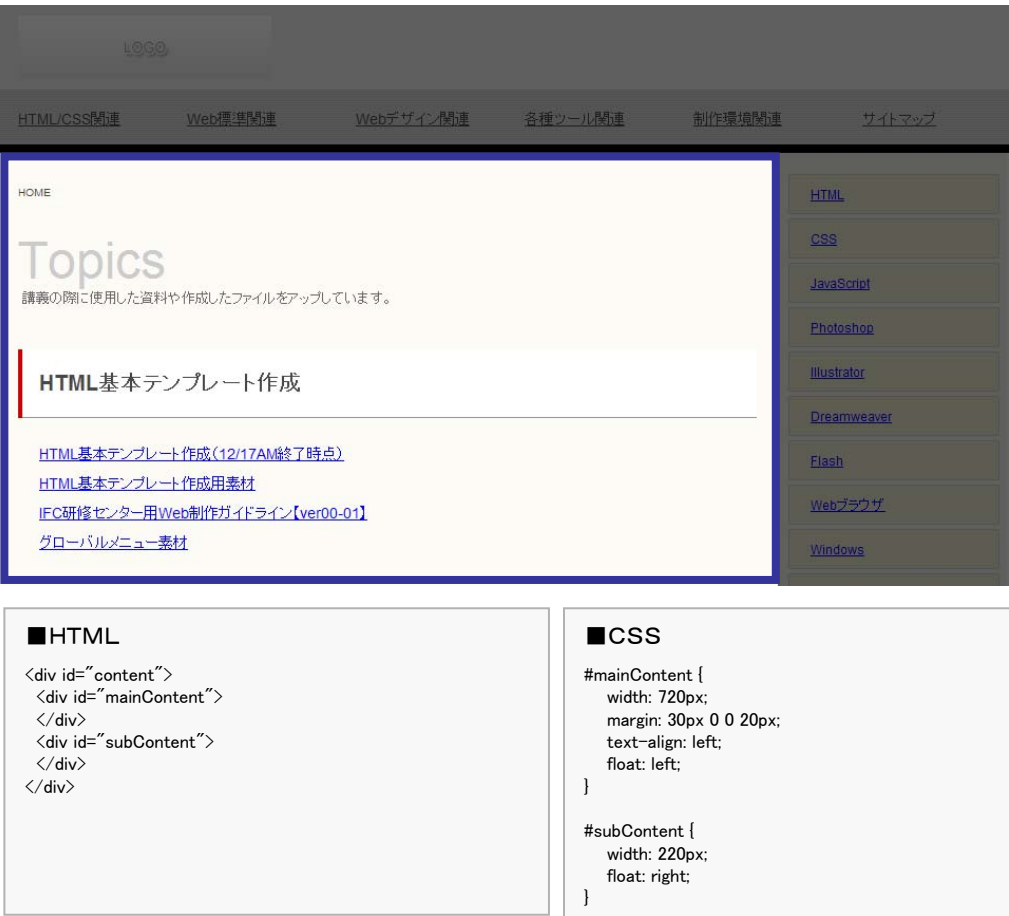 LOGO
HTML/CSS関連 Web標準関連 Webデザイン関連 各種ツール関連 制作環境関連 サイトマップ
HOME
Topics
講義の際に使用した資料や作成したファイルをアップしています。
HTML基本テンプレート作成
HTML基本テンプレート作成(12/17AM終了時点)
HTML基本テンプレート作成用素材
IFC研修センター用Web制作ガイドライン【ver00-01】
グローバルメニュー素材
HTML
CSS
JavaScript
Photoshop
Illustrator
Dreamweaver
Flash
Webブラウザ
Windows
■HTML
<div id="content">
<div id="mainContent">
</div>
<div id="subContent">
</div>
</div>
■CSS
#mainContent {
width: 720px;
margin: 30px 0 0 20px;
text-align: left;
float: left;
}
#subContent {
width: 220px;
float: right;
}